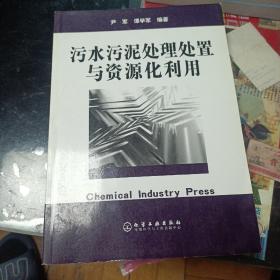 尹 军 谭学军 编著
污水污泥处理处置
与资源化利用
Chemical Industry Press
化学工业出版社